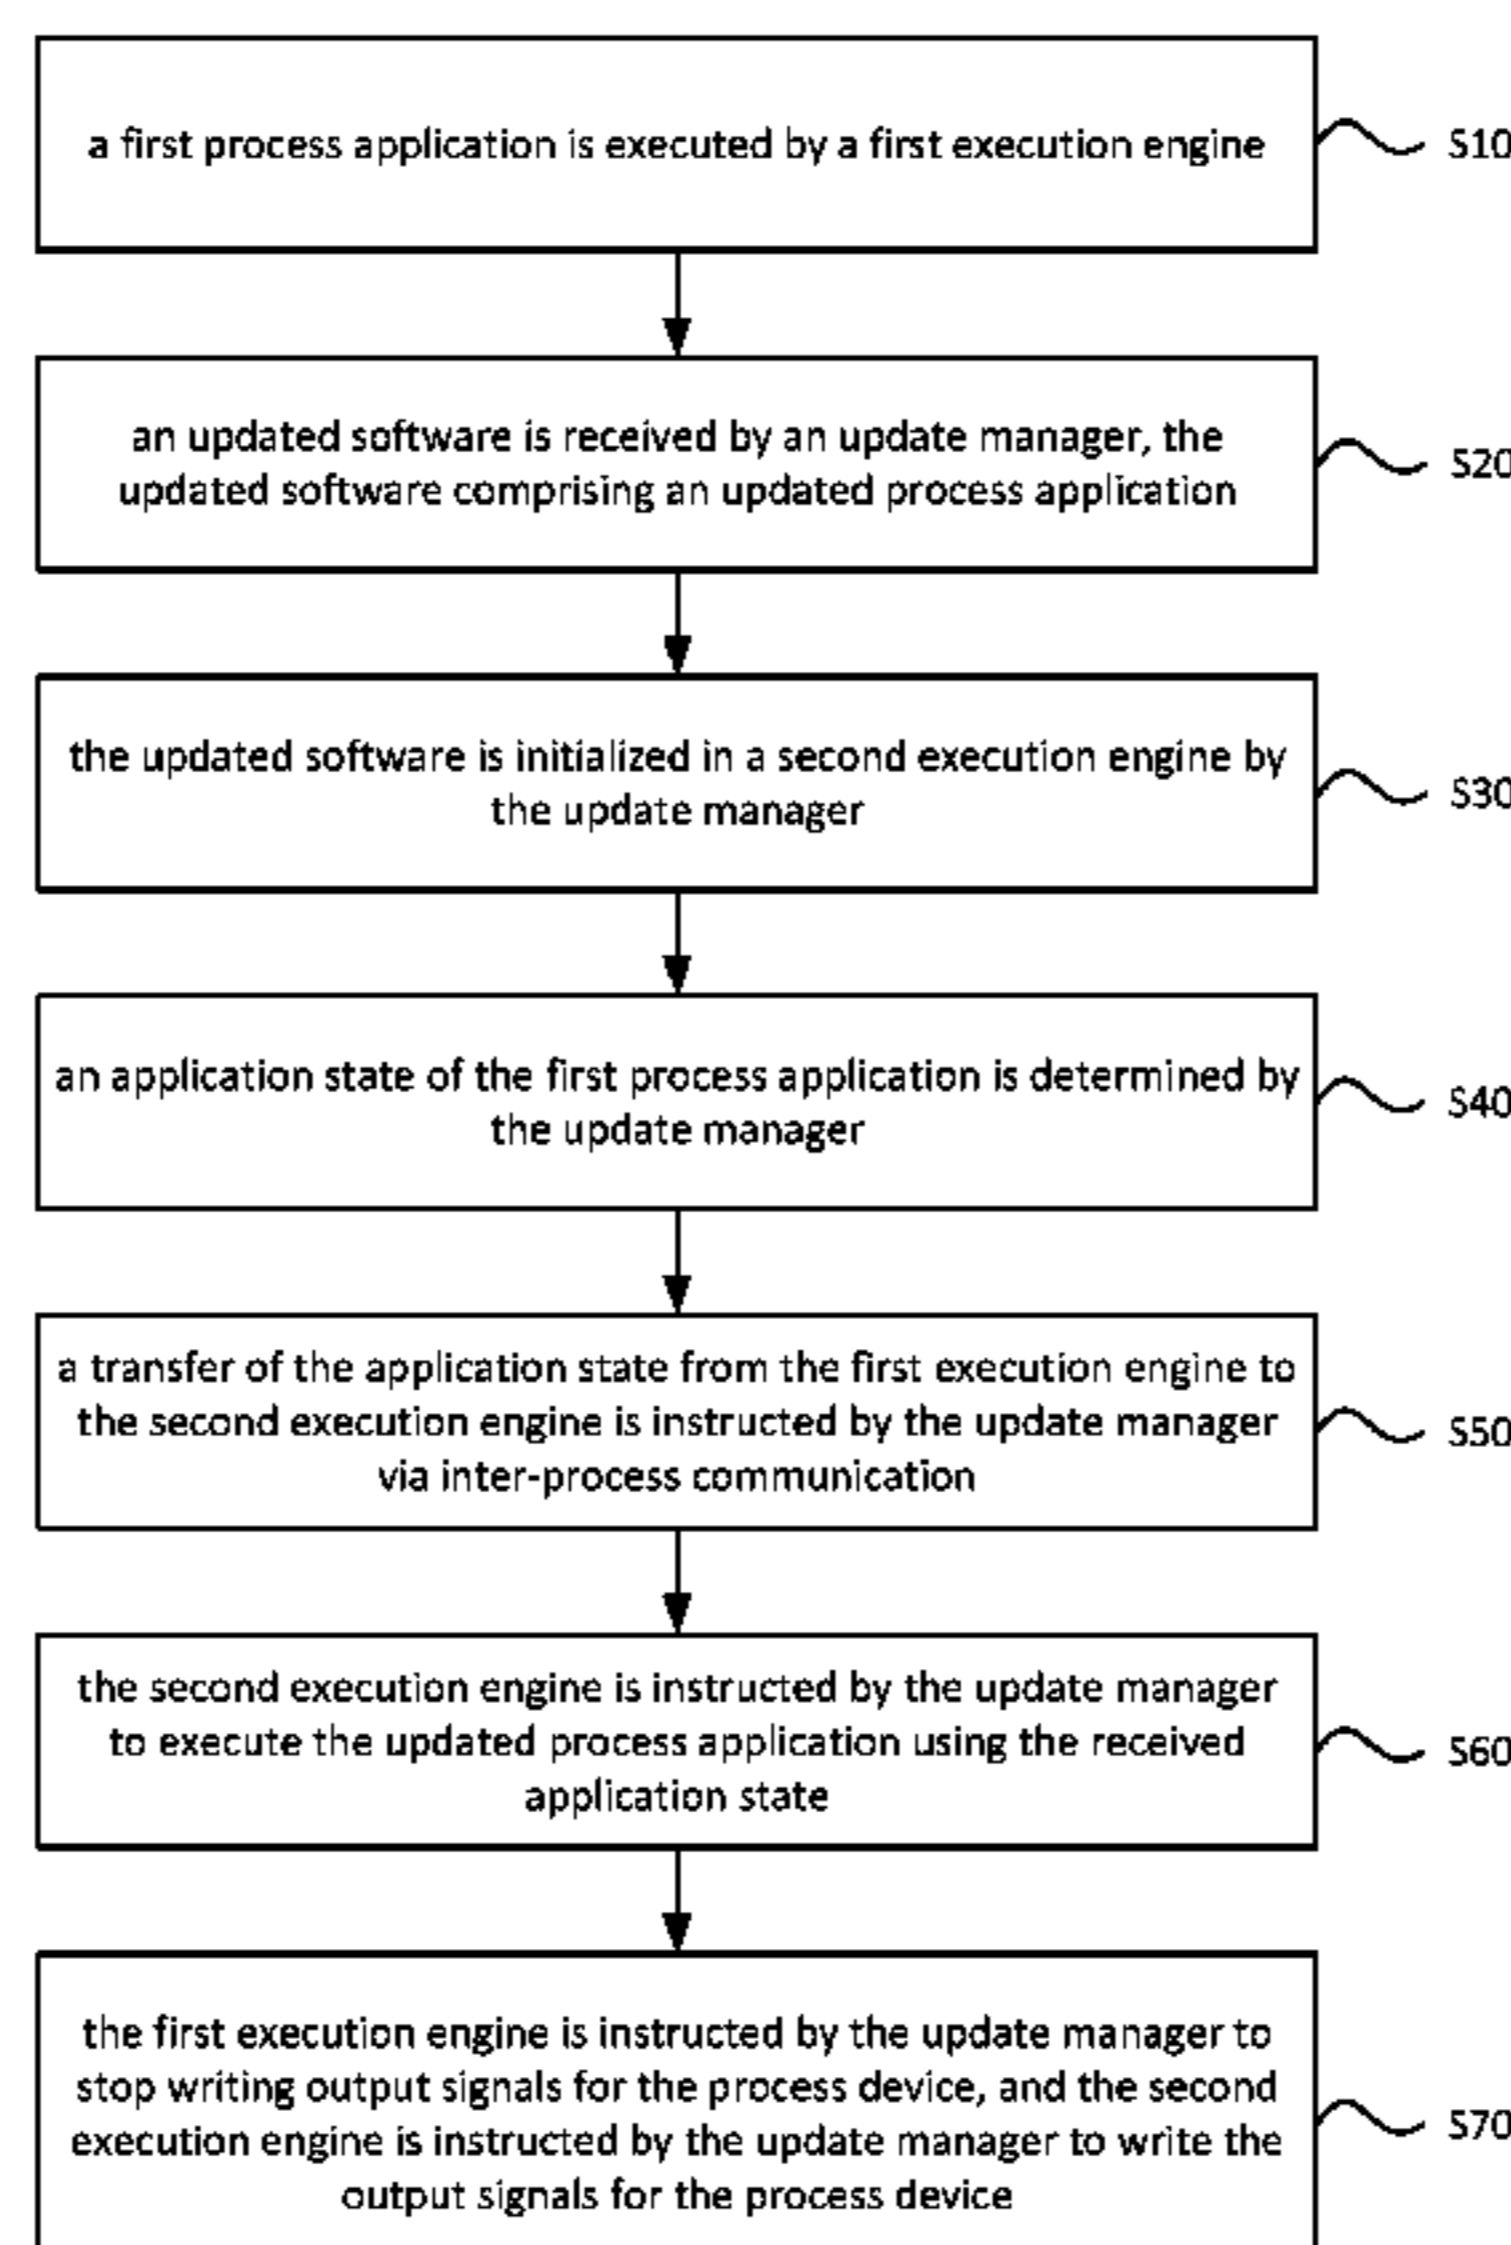 a first process application is executed by a first execution engine
S10
an updated software is received by an update manager, the
updated software comprising an updated process application
S20
the updated software is initialized in a second execution engine by
the update manager
S30
an application state of the first process application is determined by
the update manager
S40
a transfer of the application state from the first execution engine to
the second execution engine is instructed by the update manager
via inter-process communication
S50
the second execution engine is instructed by the update manager
to execute the updated process application using the received
application state
S60
the first execution engine is instructed by the update manager to
stop writing output signals for the process device, and the second
execution engine is instructed by the update manager to write the
output signals for the process device
S70